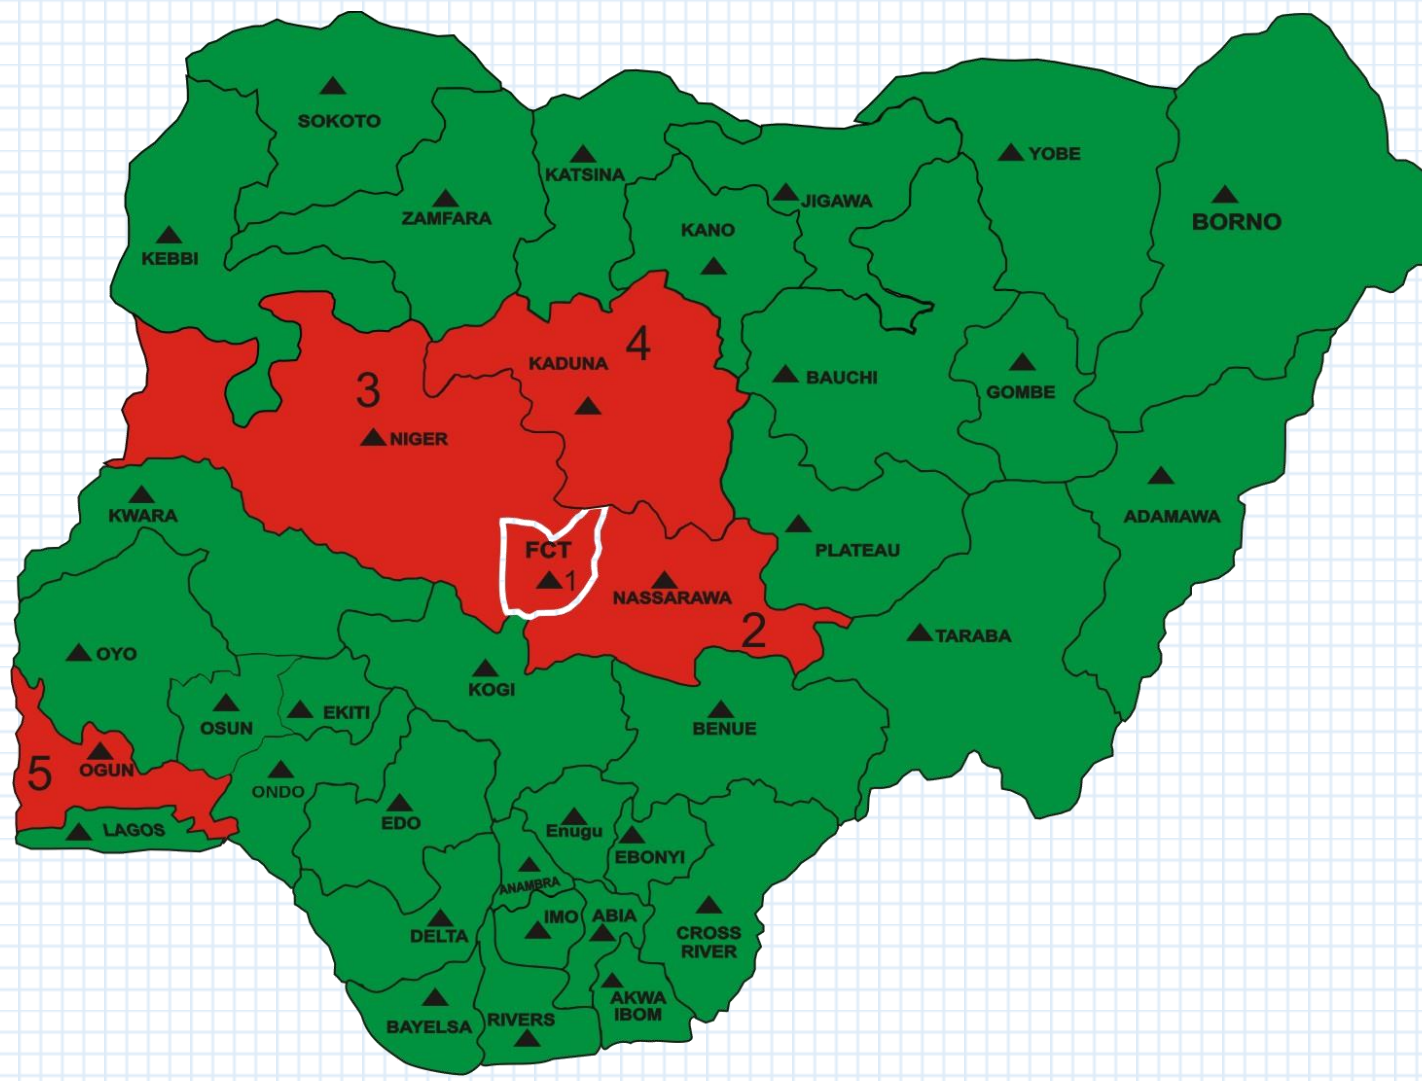 SOKOTO
KATSINA
YOBE
ZAMFARA
JIGAWA
BORNO
KANO
KEBBI
4
KADUNA
3
BAUCHI
GOMBE
NIGER
KWARA
ADAMAWA
FCT
PLATEAU
1
NASSARAWA
2
TARABA
OYO
KOGI
OSUN
EKITI
BENUE
5
OGUN
ONDO
EDO
LAGOS
Enugu
EBONYI
ANAMBRA
IMO
ABIA
DELTA
CROSS
RIVER
AKWA
IBOM
BAYELSA
RIVERS